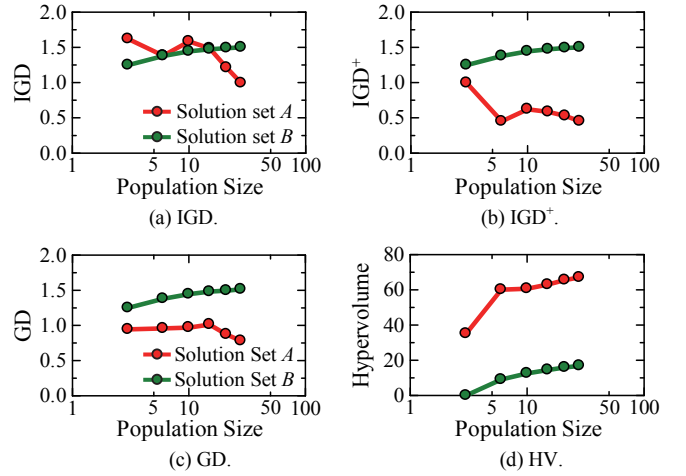 2.0
1.5
1.0
0.5
0.0
IGD
Solution set A
Solution set B
1 5 10 50 100
Population Size
(a) IGD.
2.0
1.5
1.0
0.5
0.0
IGD⁺
1 5 10 50 100
Population Size
(b) IGD⁺.
2.0
1.5
1.0
0.5
0.0
GD
Solution Set A
Solution Set B
1 5 10 50 100
Population Size
(c) GD.
80
60
40
20
0
Hypervolume
1 5 10 50 100
Population Size
(d) HV.